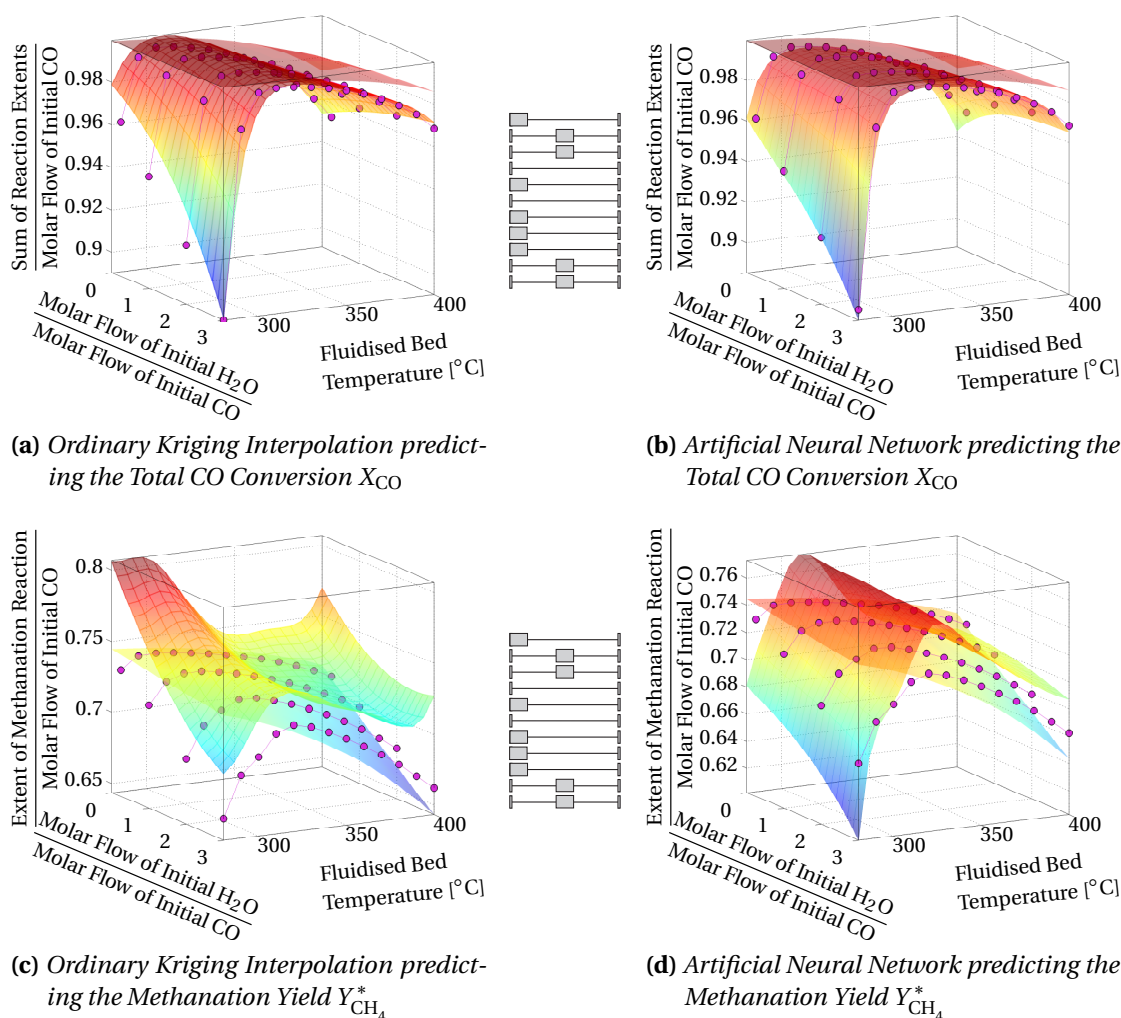 (a)
Sum of Reaction Extents
Molar Flow of Initial CO
0.98
0.96
0.94
0.92
0.9
0
1
2
3
300
350
400
Molar Flow of Initial H₂O
Molar Flow of Initial CO
Fluidised Bed
Temperature [°C]
(a) Ordinary Kriging Interpolation predict-
ing the Total CO Conversion X_CO
Sum of Reaction Extents
Molar Flow of Initial CO
0.98
0.96
0.94
0.92
0.9
0
1
2
3
300
350
400
Molar Flow of Initial H₂O
Molar Flow of Initial CO
Fluidised Bed
Temperature [°C]
(b) Artificial Neural Network predicting the
Total CO Conversion X_CO
Extent of Methanation Reaction
Molar Flow of Initial CO
0.8
0.75
0.7
0.65
0
1
2
3
300
350
400
Molar Flow of Initial H₂O
Molar Flow of Initial CO
Fluidised Bed
Temperature [°C]
(c) Ordinary Kriging Interpolation predict-
ing the Methanation Yield Y*_CH₄
Extent of Methanation Reaction
Molar Flow of Initial CO
0.76
0.74
0.72
0.7
0.68
0.66
0.64
0.62
0
1
2
3
300
350
400
Molar Flow of Initial H₂O
Molar Flow of Initial CO
Fluidised Bed
Temperature [°C]
(d) Artificial Neural Network predicting the
Methanation Yield Y*_CH₄